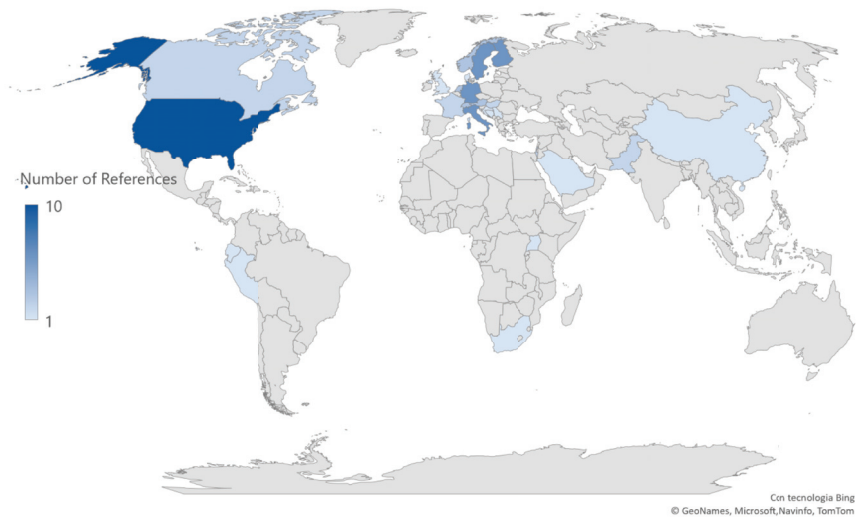 Number of References
10
1
Con tecnologia Bing
© GeoNames, Microsoft,Navinfo, TomTom